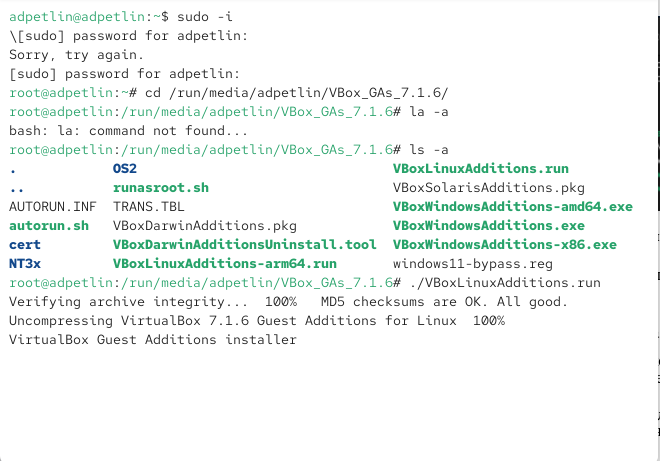 adpetlin@adpetlin:~$ sudo -i
\[sudo] password for adpetlin:
Sorry, try again.
[sudo] password for adpetlin:
root@adpetlin:~# cd /run/media/adpetlin/VBox_GAs_7.1.6/
root@adpetlin:/run/media/adpetlin/VBox_GAs_7.1.6# la -a
bash: la: command not found...
root@adpetlin:/run/media/adpetlin/VBox_GAs_7.1.6# ls -a
.            OS2                                VBoxLinuxAdditions.run
..           runasroot.sh                       VBoxSolarisAdditions.pkg
AUTORUN.INF  TRANS.TBL                          VBoxWindowsAdditions-amd64.exe
autorun.sh   VBoxDarwinAdditions.pkg            VBoxWindowsAdditions.exe
cert         VBoxDarwinAdditionsUninstall.tool  VBoxWindowsAdditions-x86.exe
NT3x         VBoxLinuxAdditions-arm64.run       windows11-bypass.reg
root@adpetlin:/run/media/adpetlin/VBox_GAs_7.1.6# ./VBoxLinuxAdditions.run
Verifying archive integrity...  100%   MD5 checksums are OK. All good.
Uncompressing VirtualBox 7.1.6 Guest Additions for Linux  100%
VirtualBox Guest Additions installer